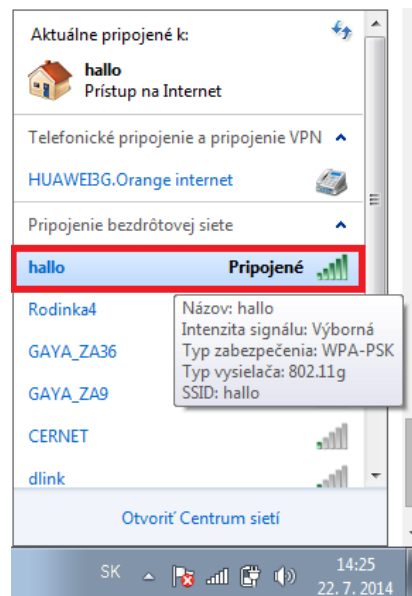 Aktuálne pripojené k:
hallo
Prístup na Internet
Telefonické pripojenie a pripojenie VPN
HUAWEI3G.Orange internet
Pripojenie bezdrôtovej siete
hallo Pripojené
Rodinka4
Názov: hallo
Intenzita signálu: Výborná
Typ zabezpečenia: WPA-PSK
Typ vysielača: 802.11g
SSID: hallo
GAYA_ZA36
GAYA_ZA9
CERNET
dlink
Otvoriť Centrum sietí
SK
14:25
22. 7. 2014